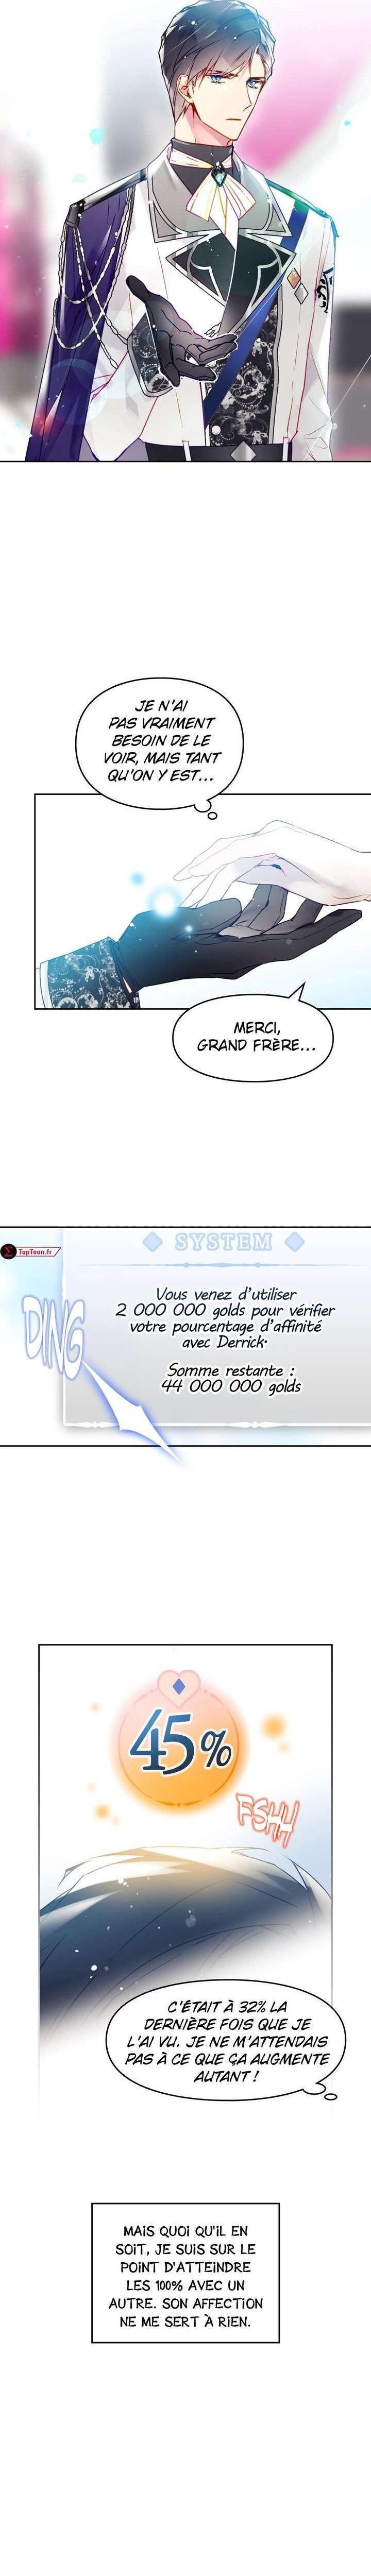 JE N'AI
PAS VRAIMENT
BESOIN DE LE
VOIR, MAIS TANT
QU'ON Y EST...
MERCI,
GRAND FRÈRE...
TopToon.fr
SYSTEM
DING
Vous venez d'utiliser
2 000 000 golds pour vérifier
votre pourcentage d'affinité
avec Derrick.
Somme restante :
44 000 000 golds
45%
FSHH
C'ÉTAIT À 32% LA
DERNIÈRE FOIS QUE JE
L'AI VU. JE NE M'ATTENDAIS
PAS À CE QUE ÇA AUGMENTE
AUTANT !
MAIS QUOI QU'IL EN
SOIT, JE SUIS SUR LE
POINT D'ATTEINDRE
LES 100% AVEC UN
AUTRE. SON AFFECTION
NE ME SERT À RIEN.